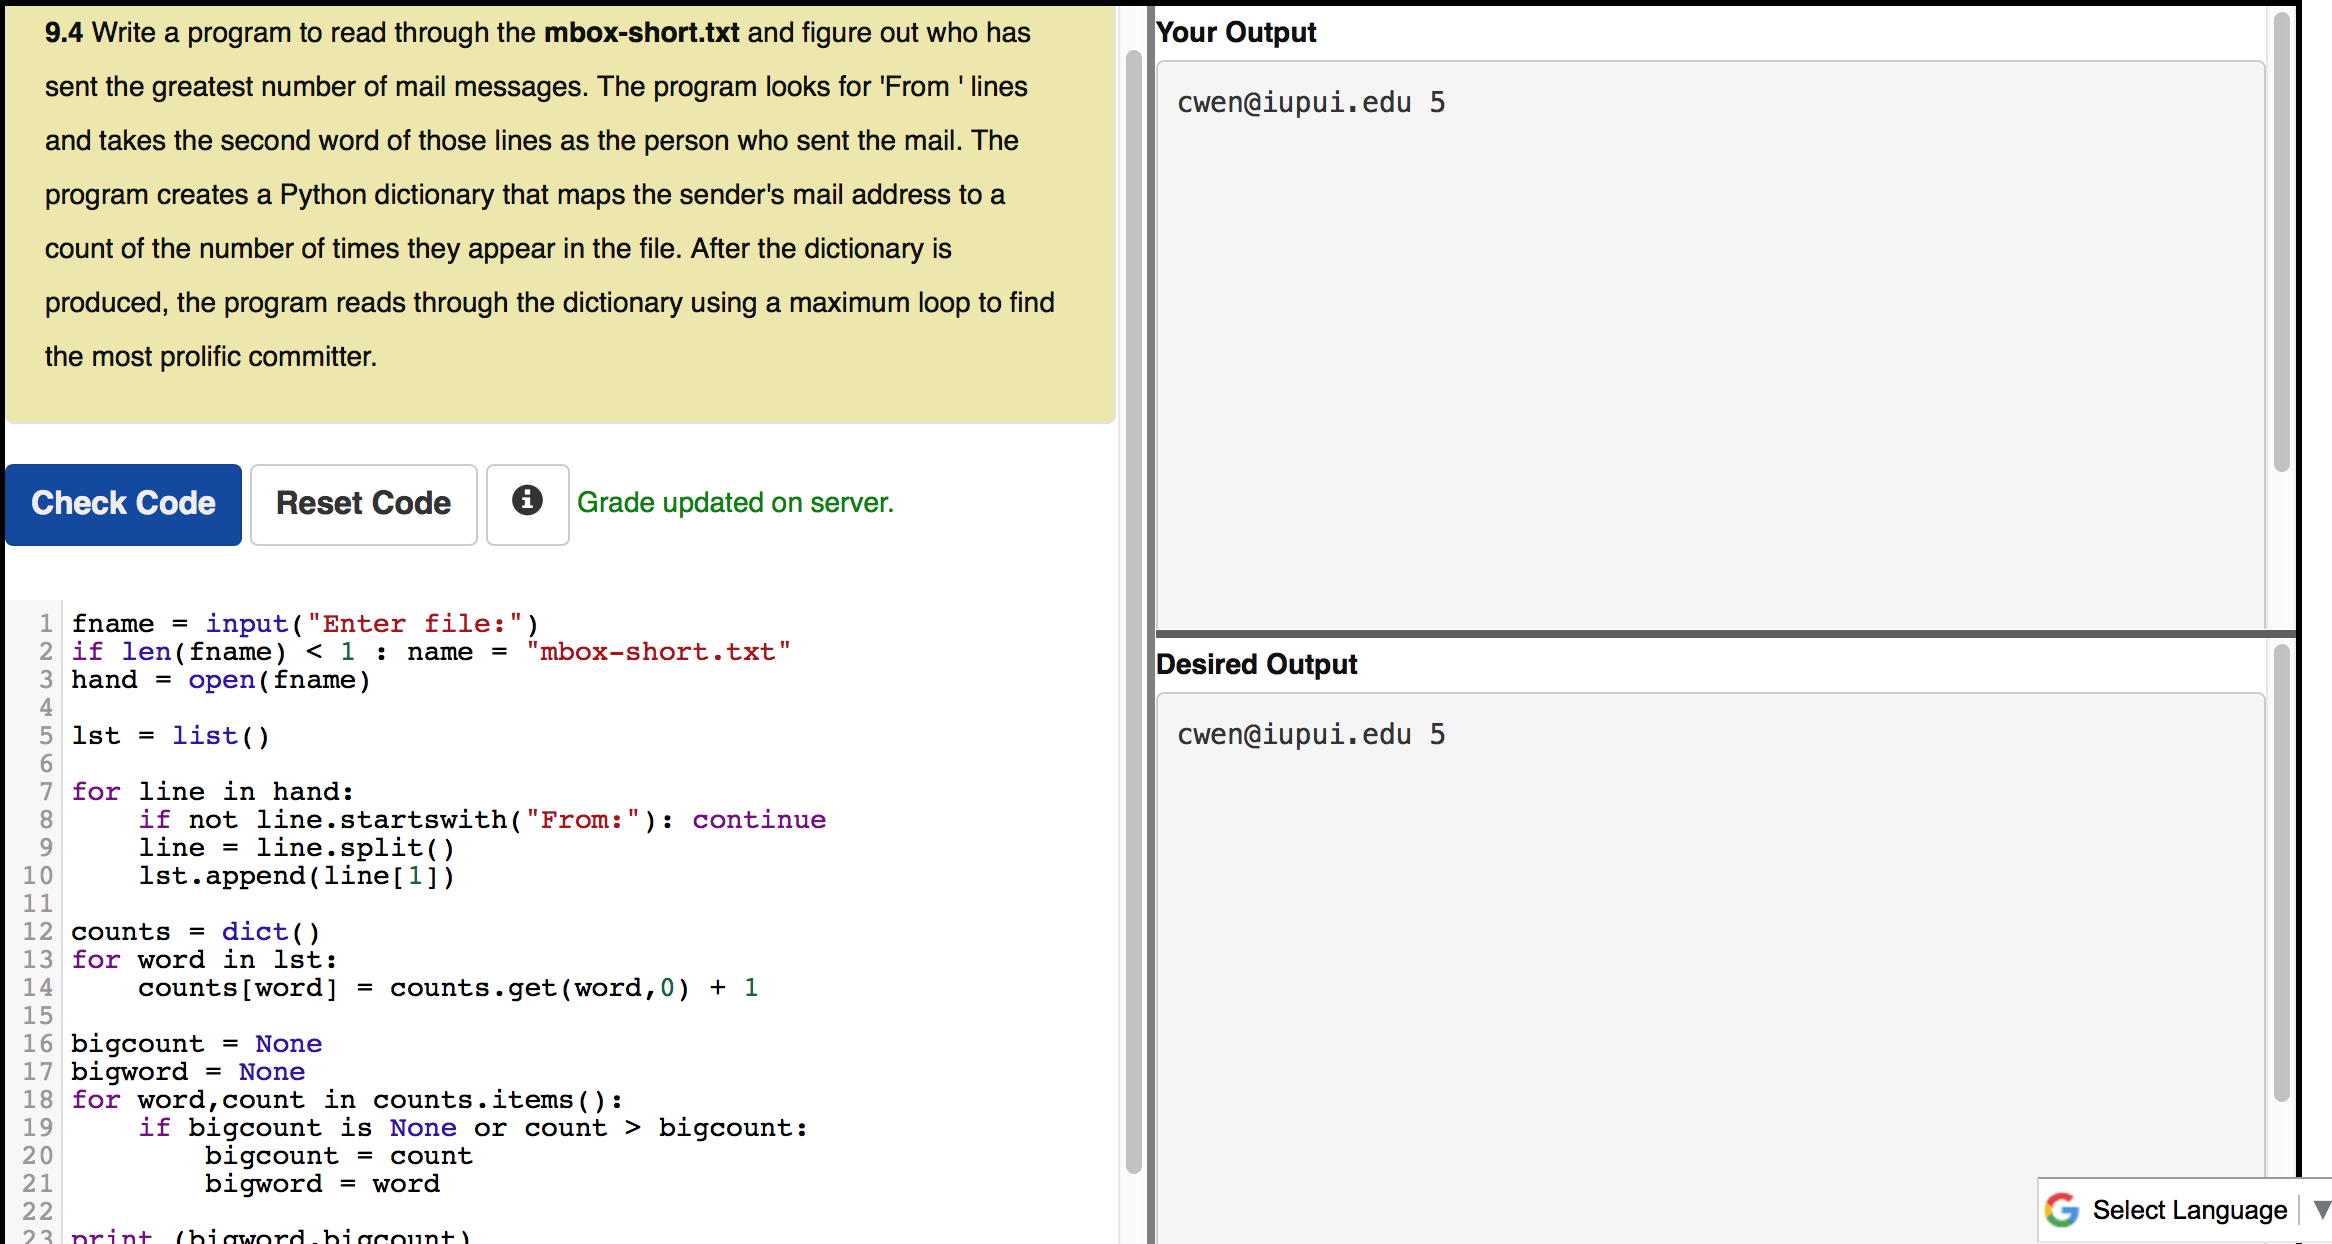 9.4 Write a program to read through the mbox-short.txt and figure out who has
sent the greatest number of mail messages. The program looks for 'From ' lines
and takes the second word of those lines as the person who sent the mail. The
program creates a Python dictionary that maps the sender's mail address to a
count of the number of times they appear in the file. After the dictionary is
produced, the program reads through the dictionary using a maximum loop to find
the most prolific committer.
Check Code Reset Code Grade updated on server.
1 fname = input("Enter file:")
2 if len(fname) < 1 : name = "mbox-short.txt"
3 hand = open(fname)
4
5 lst = list()
6
7 for line in hand:
8     if not line.startswith("From:"): continue
9     line = line.split()
10     lst.append(line[1])
11
12 counts = dict()
13 for word in lst:
14     counts[word] = counts.get(word,0) + 1
15
16 bigcount = None
17 bigword = None
18 for word,count in counts.items():
19     if bigcount is None or count > bigcount:
20         bigcount = count
21         bigword = word
22
23 print (bigword,bigcount)
Your Output
cwen@iupui.edu 5
Desired Output
cwen@iupui.edu 5
Select Language